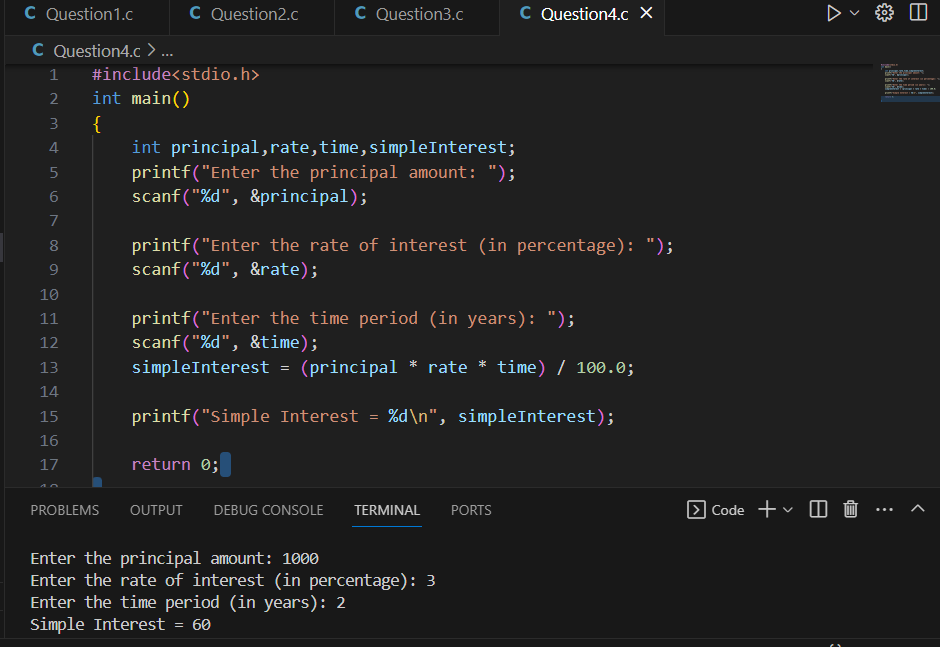 C Question1.c C Question2.c C Question3.c C Question4.c
C Question4.c > ...
1 #include<stdio.h>
2 int main()
3 {
4 int principal,rate,time,simpleInterest;
5 printf("Enter the principal amount: ");
6 scanf("%d", &principal);
7
8 printf("Enter the rate of interest (in percentage): ");
9 scanf("%d", &rate);
10
11 printf("Enter the time period (in years): ");
12 scanf("%d", &time);
13 simpleInterest = (principal * rate * time) / 100.0;
14
15 printf("Simple Interest = %d\n", simpleInterest);
16
17 return 0;
PROBLEMS OUTPUT DEBUG CONSOLE TERMINAL PORTS Code
Enter the principal amount: 1000
Enter the rate of interest (in percentage): 3
Enter the time period (in years): 2
Simple Interest = 60